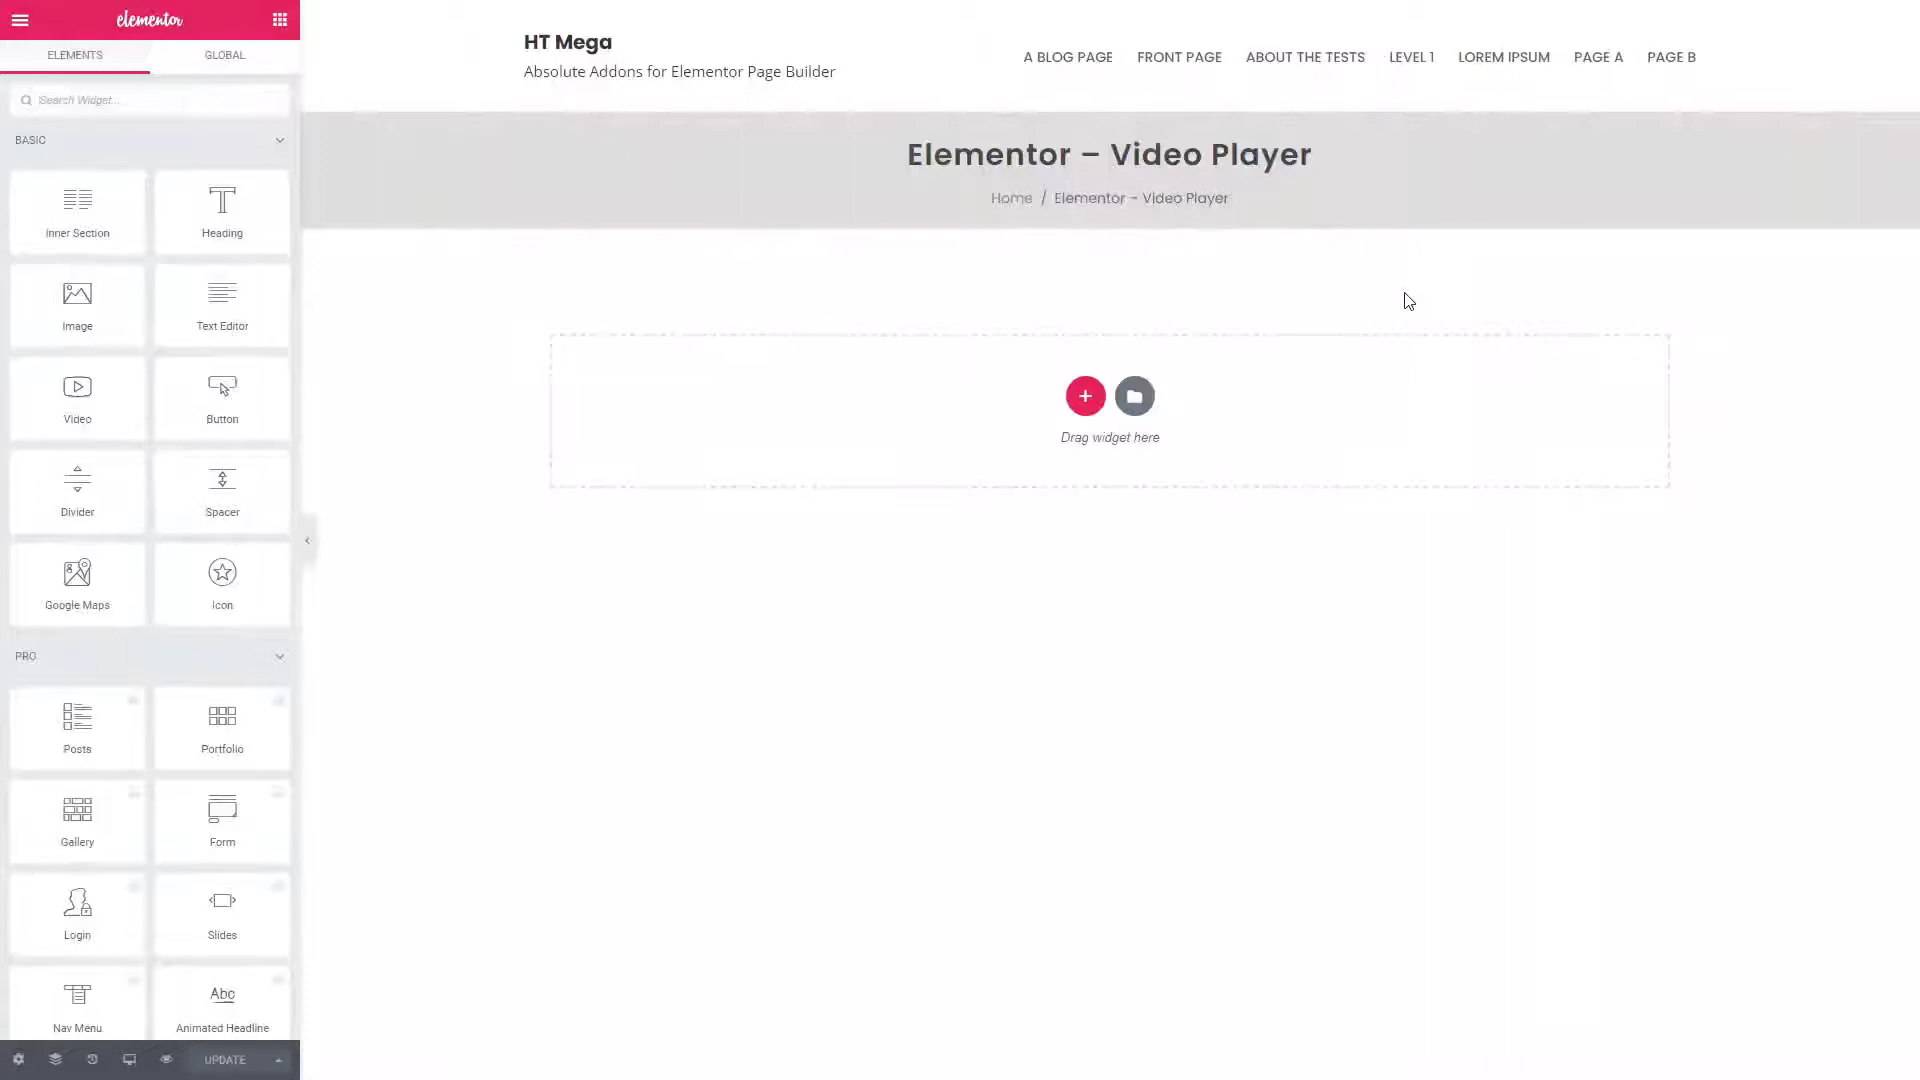 elementor
ELEMENTS
GLOBAL
Search Widget...
BASIC
Inner Section
Heading
Image
Text Editor
Video
Button
Divider
Spacer
Google Maps
Icon
PRO
Posts
Portfolio
Gallery
Form
Login
Slides
Abc
Nav Menu
Animated Headline
UPDATE
HT Mega
Absolute Addons for Elementor Page Builder
A BLOG PAGE
FRONT PAGE
ABOUT THE TESTS
LEVEL 1
LOREM IPSUM
PAGE A
PAGE B
Elementor – Video Player
Home / Elementor – Video Player
Drag widget here